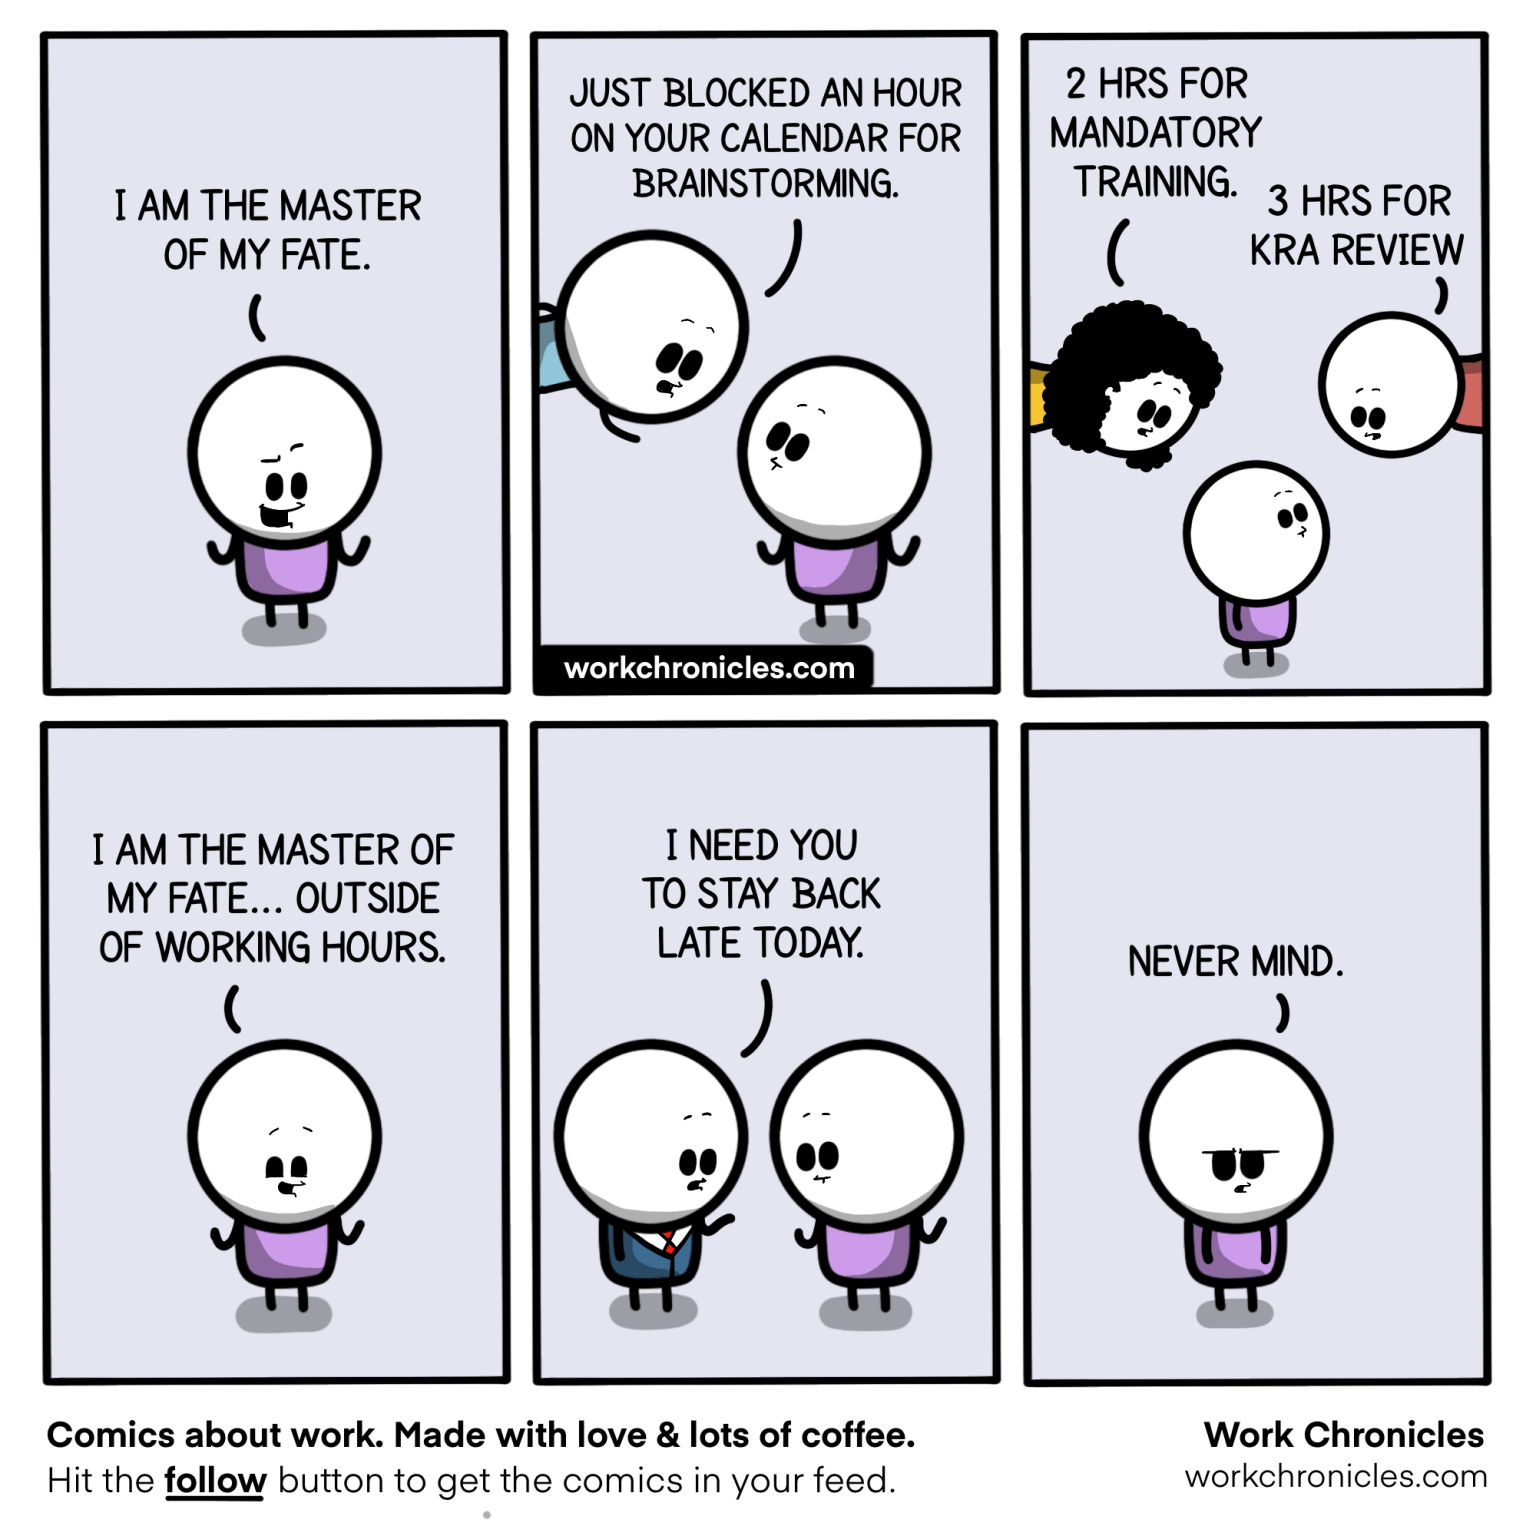 I AM THE MASTER
OF MY FATE.
JUST BLOCKED AN HOUR
ON YOUR CALENDAR FOR
BRAINSTORMING.
workchronicles.com
2 HRS FOR
MANDATORY
TRAINING.
3 HRS FOR
KRA REVIEW
I AM THE MASTER OF
MY FATE... OUTSIDE
OF WORKING HOURS.
I NEED YOU
TO STAY BACK
LATE TODAY.
NEVER MIND.
Comics about work. Made with love & lots of coffee.
Hit the follow button to get the comics in your feed.
Work Chronicles
workchronicles.com